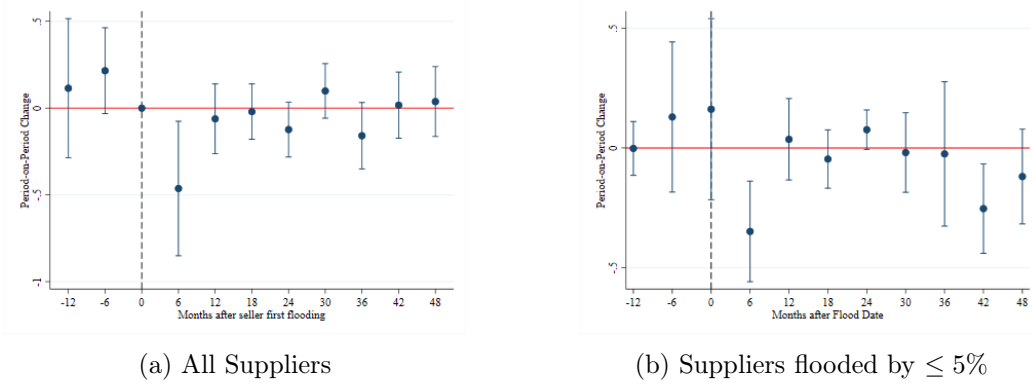 Period-on-Period Change
.5
0
-.5
-1
-12 -6 0 6 12 18 24 30 36 42 48
Months after seller first flooding
(a) All Suppliers
Period-on-Period Change
.5
0
-.5
-12 -6 0 6 12 18 24 30 36 42 48
Months after Flood Date
(b) Suppliers flooded by ≤ 5%